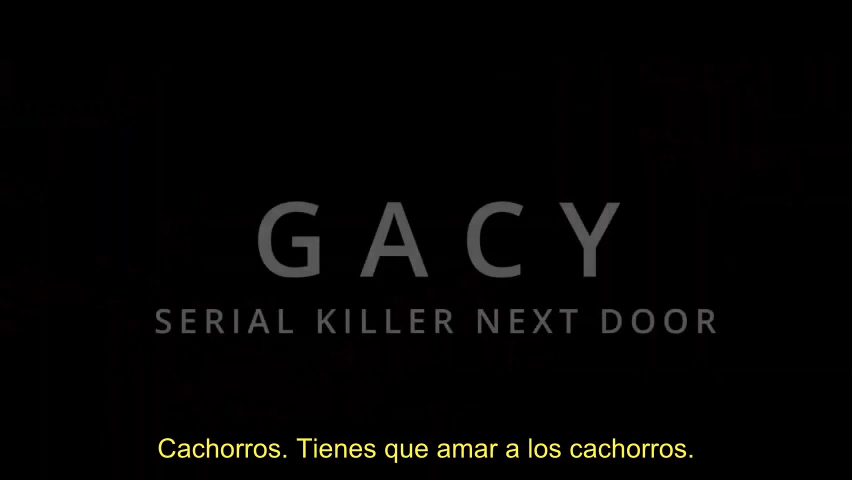 GACY
SERIAL KILLER NEXT DOOR
Cachorros. Tienes que amar a los cachorros.